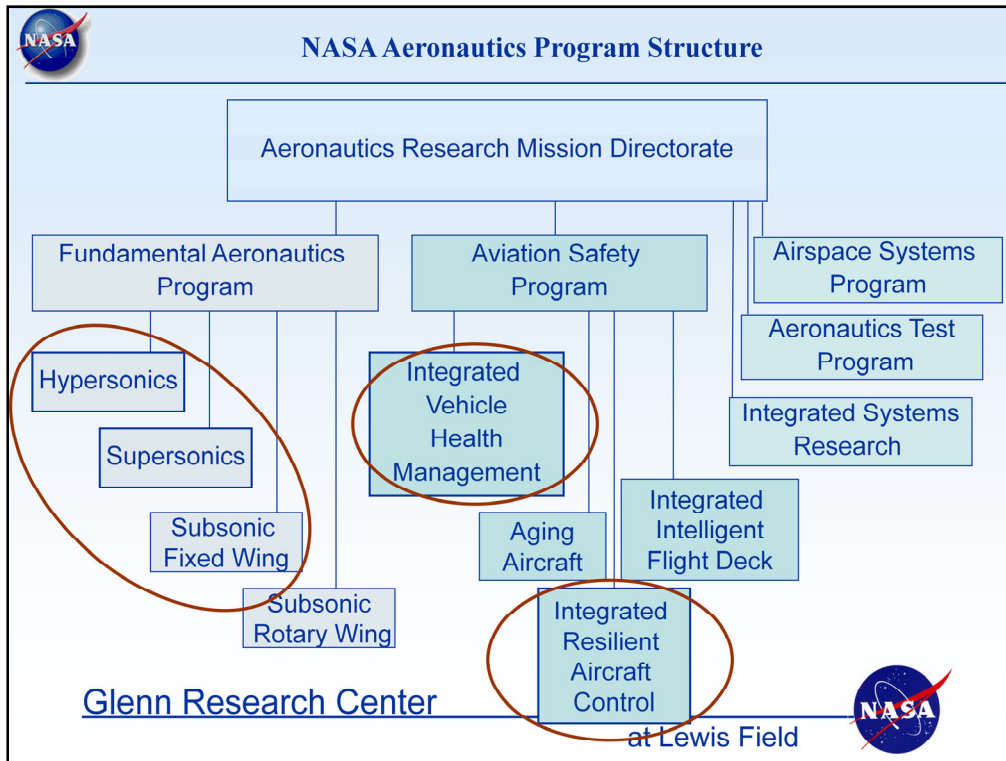 NASA
NASA Aeronautics Program Structure
Aeronautics Research Mission Directorate
Fundamental Aeronautics
Program
Aviation Safety
Program
Airspace Systems
Program
Aeronautics Test
Program
Integrated Systems
Research
Hypersonics
Supersonics
Subsonic
Fixed Wing
Subsonic
Rotary Wing
Integrated
Vehicle
Health
Management
Aging
Aircraft
Integrated
Resilient
Aircraft
Control
Integrated
Intelligent
Flight Deck
Glenn Research Center
at Lewis Field
NASA